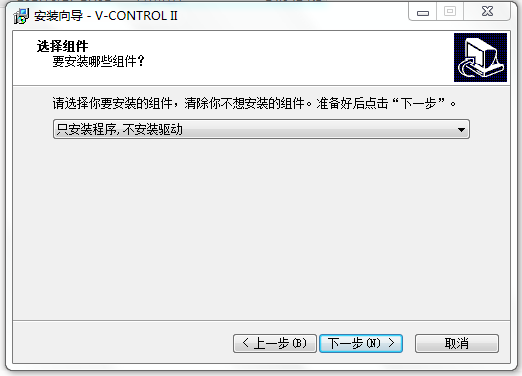 安装向导 - V-CONTROL II
选择组件
要安装哪些组件?
请选择你要安装的组件，清除你不想安装的组件。准备好后点击“下一步”。
只安装程序,不安装驱动
< 上一步(B)
下一步(N) >
取消